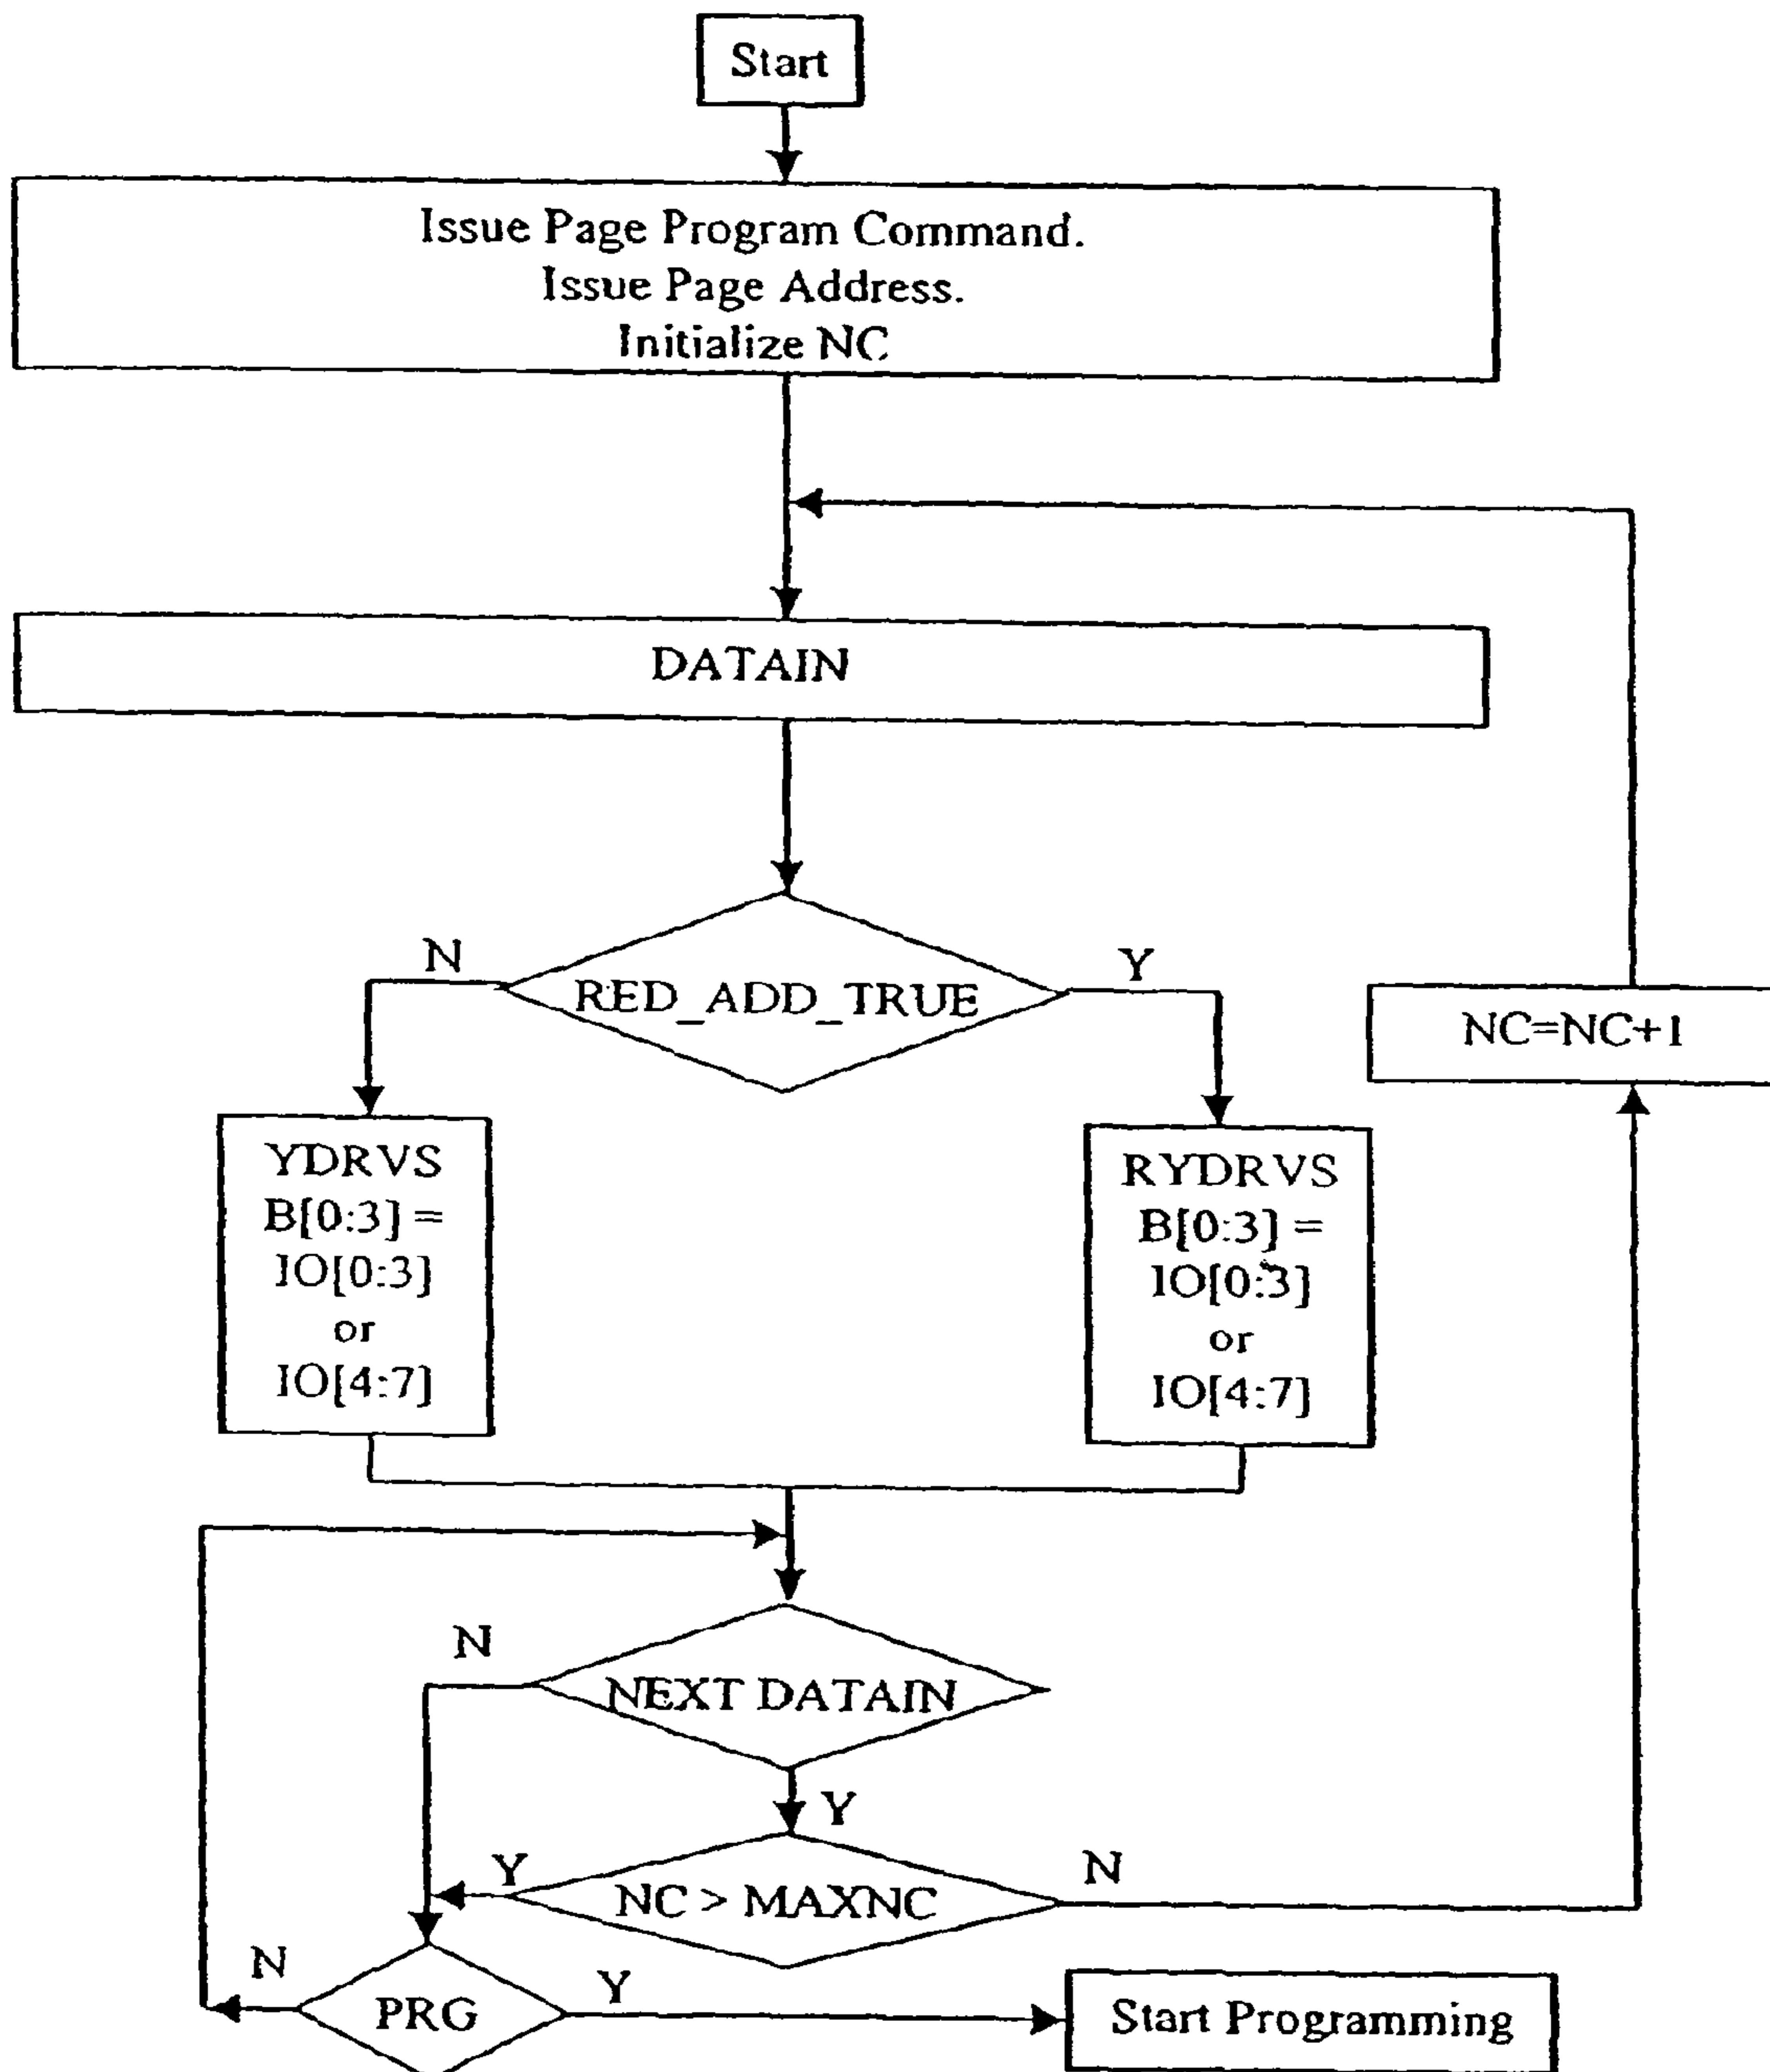 Start
Issue Page Program Command.
Issue Page Address.
Initialize NC
DATAIN
N
RED_ADD_TRUE
Y
NC=NC+1
YDRVS
B[0:3] =
IO[0:3]
or
IO[4:7]
RYDRVS
B[0:3] =
IO[0:3]
or
IO[4:7]
N
NEXT DATAIN
Y
Y
NC > MAXNC
N
N
PRG
Y
Start Programming